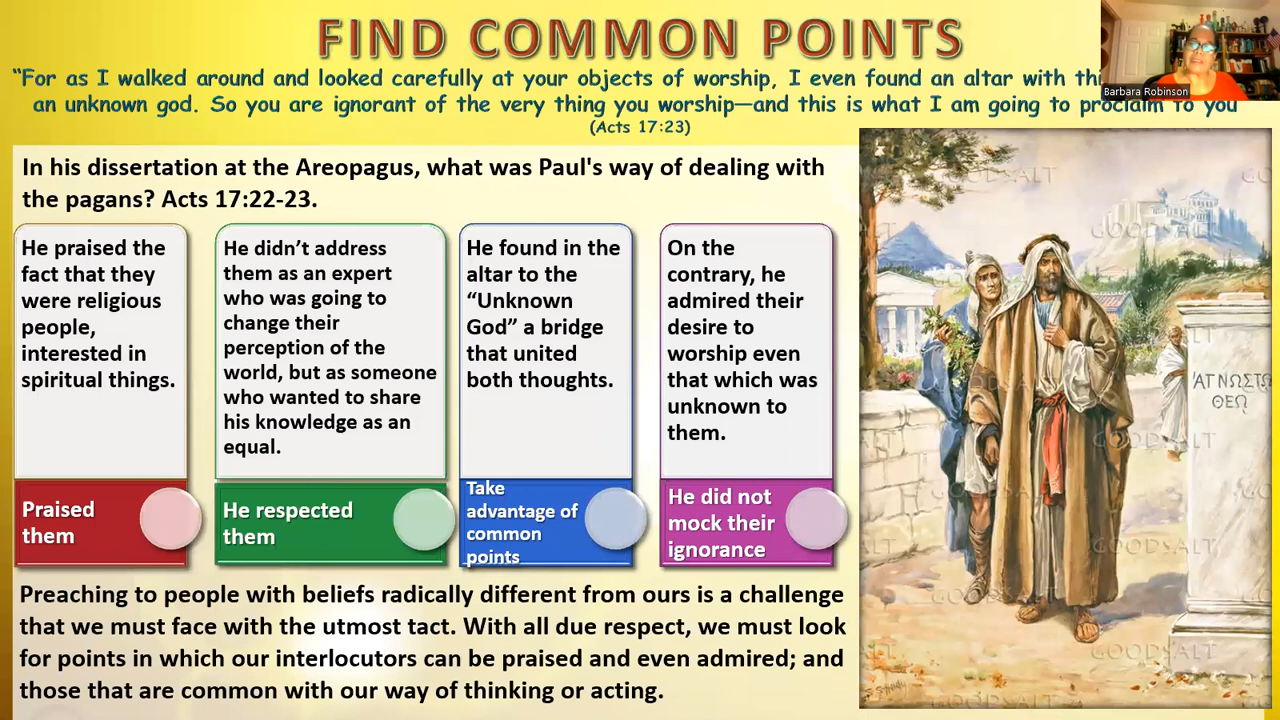 FIND COMMON POINTS
“For as I walked around and looked carefully at your objects of worship, I even found an altar with
an unknown god. So you are ignorant of the very thing you worship—and this is what I am going to proclaim to you
(Acts 17:23)
Barbara Robinson
In his dissertation at the Areopagus, what was Paul's way of dealing with
the pagans? Acts 17:22-23.
He praised the
fact that they
were religious
people,
interested in
spiritual things.
Praised
them
He didn’t address
them as an expert
who was going to
change their
perception of the
world, but as someone
who wanted to share
his knowledge as an
equal.
He respected
them
He found in the
altar to the
“Unknown
God” a bridge
that united
both thoughts.
Take
advantage of
common
points
On the
contrary, he
admired their
desire to
worship even
that which was
unknown to
them.
He did not
mock their
ignorance
Preaching to people with beliefs radically different from ours is a challenge
that we must face with the utmost tact. With all due respect, we must look
for points in which our interlocutors can be praised and even admired; and
those that are common with our way of thinking or acting.
ΘΕΩ
GOODSALT
GOODSALT
GOODSALT
GOODSALT
GOODSALT